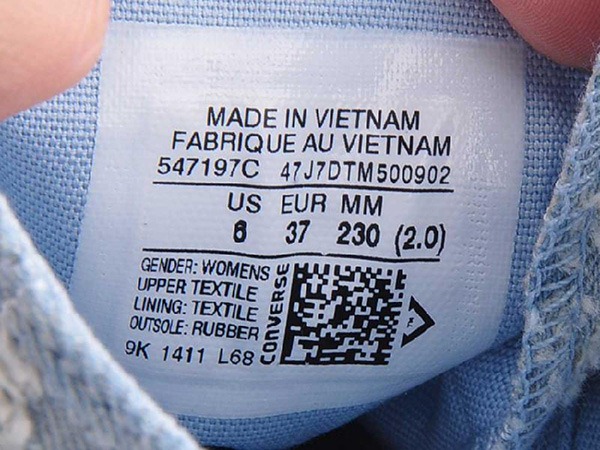 MADE IN VIETNAM
FABRIQUE AU VIETNAM
547197C 47J7DTM500902
US EUR MM
6 37 230 (2.0)
GENDER: WOMENS
UPPER TEXTILE
LINING: TEXTILE
OUTSOLE: RUBBER
9K 1411 L68
CONVERSE